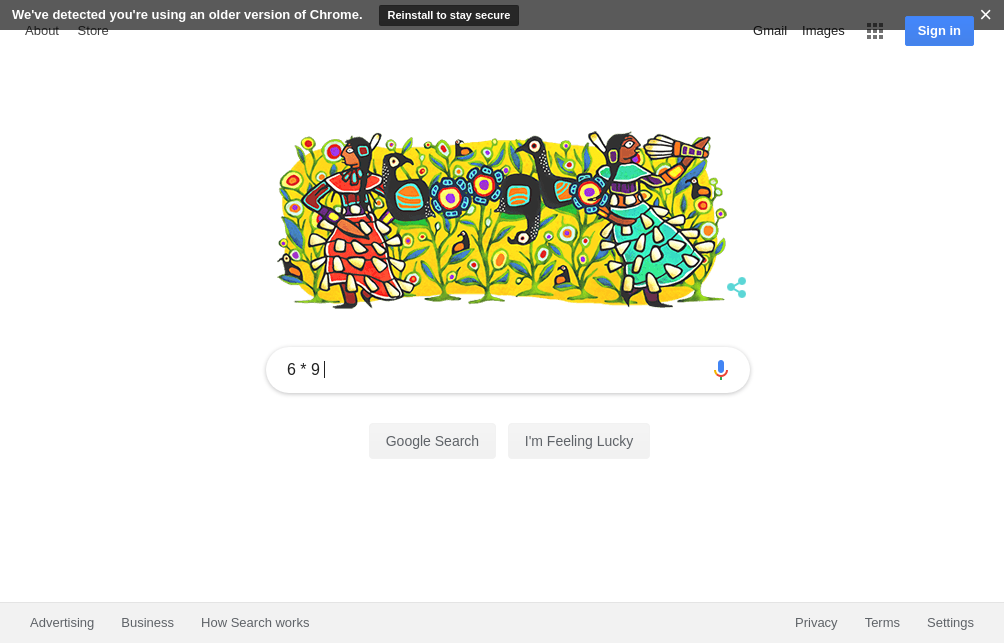 We've detected you're using an older version of Chrome. Reinstall to stay secure ×
About Store Gmail Images Sign in
6 * 9
Google Search I'm Feeling Lucky
Advertising Business How Search works Privacy Terms Settings